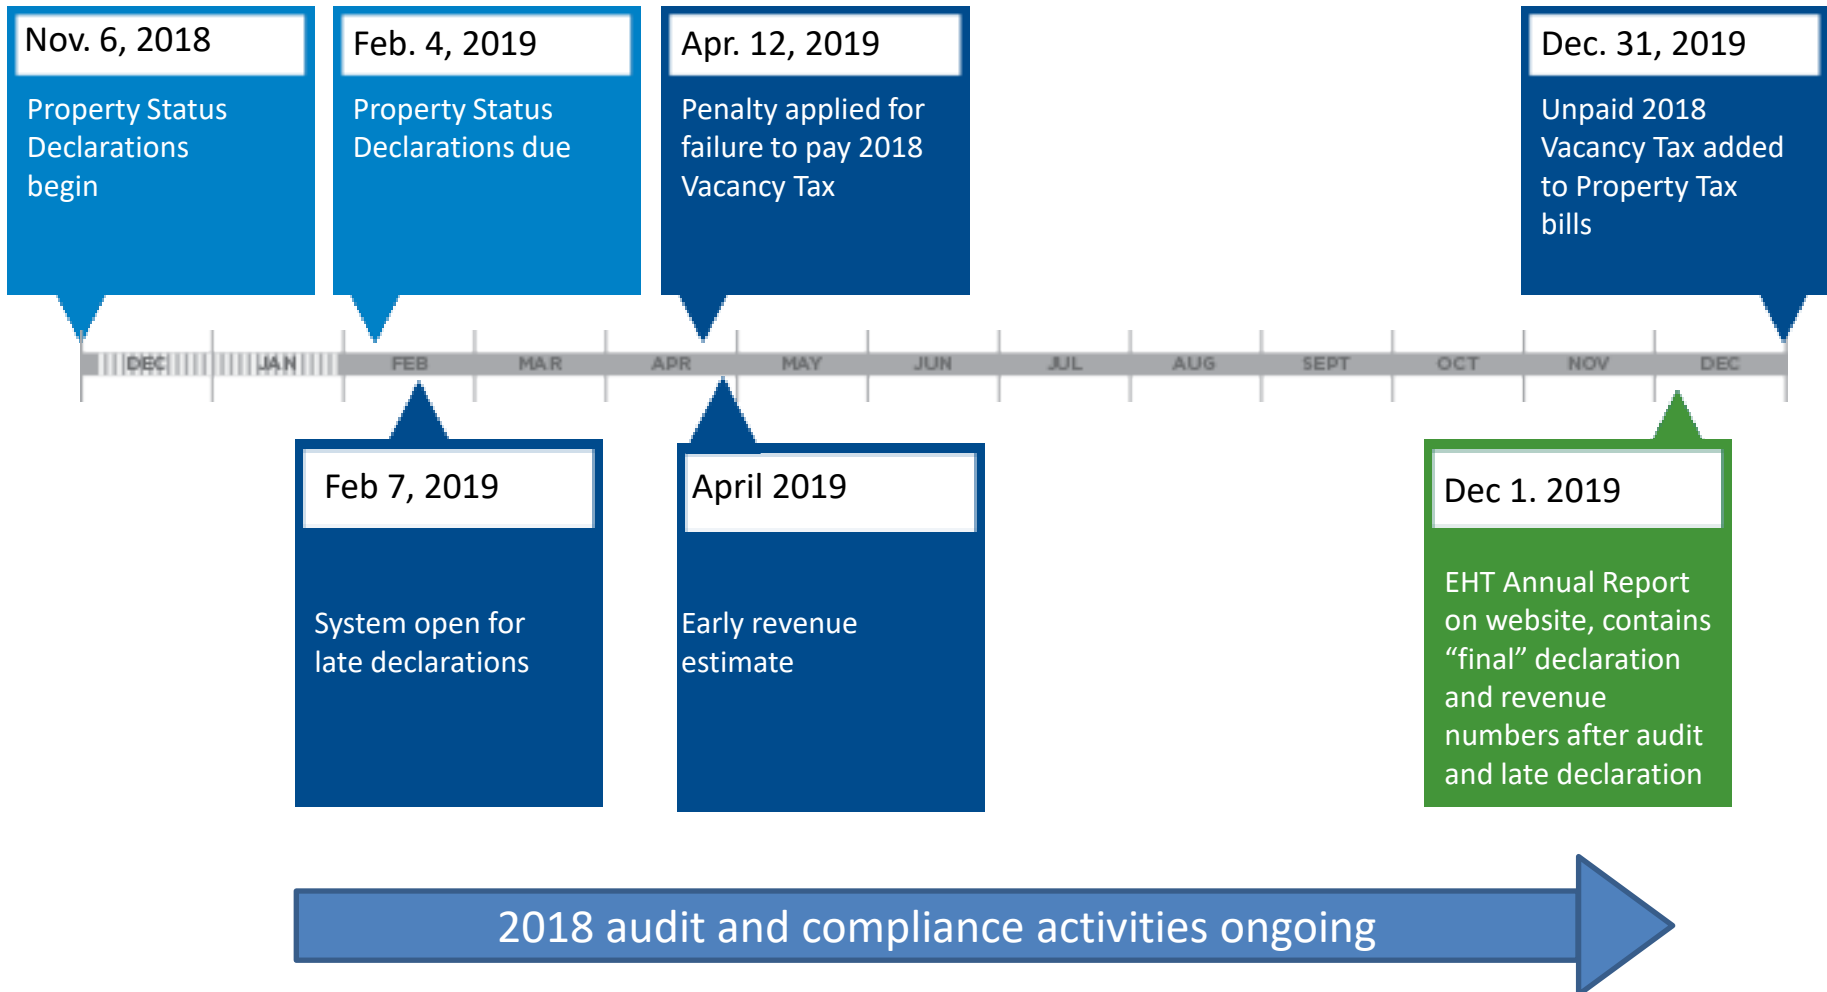 Nov. 6, 2018
Property Status
Declarations
begin
Feb. 4, 2019
Property Status
Declarations due
Apr. 12, 2019
Penalty applied for
failure to pay 2018
Vacancy Tax
Dec. 31, 2019
Unpaid 2018
Vacancy Tax added
to Property Tax
bills
DEC JAN FEB MAR APR MAY JUN JUL AUG SEPT OCT NOV DEC
Feb 7, 2019
System open for
late declarations
April 2019
Early revenue
estimate
Dec 1. 2019
EHT Annual Report
on website, contains
“final” declaration
and revenue
numbers after audit
and late declaration
2018 audit and compliance activities ongoing